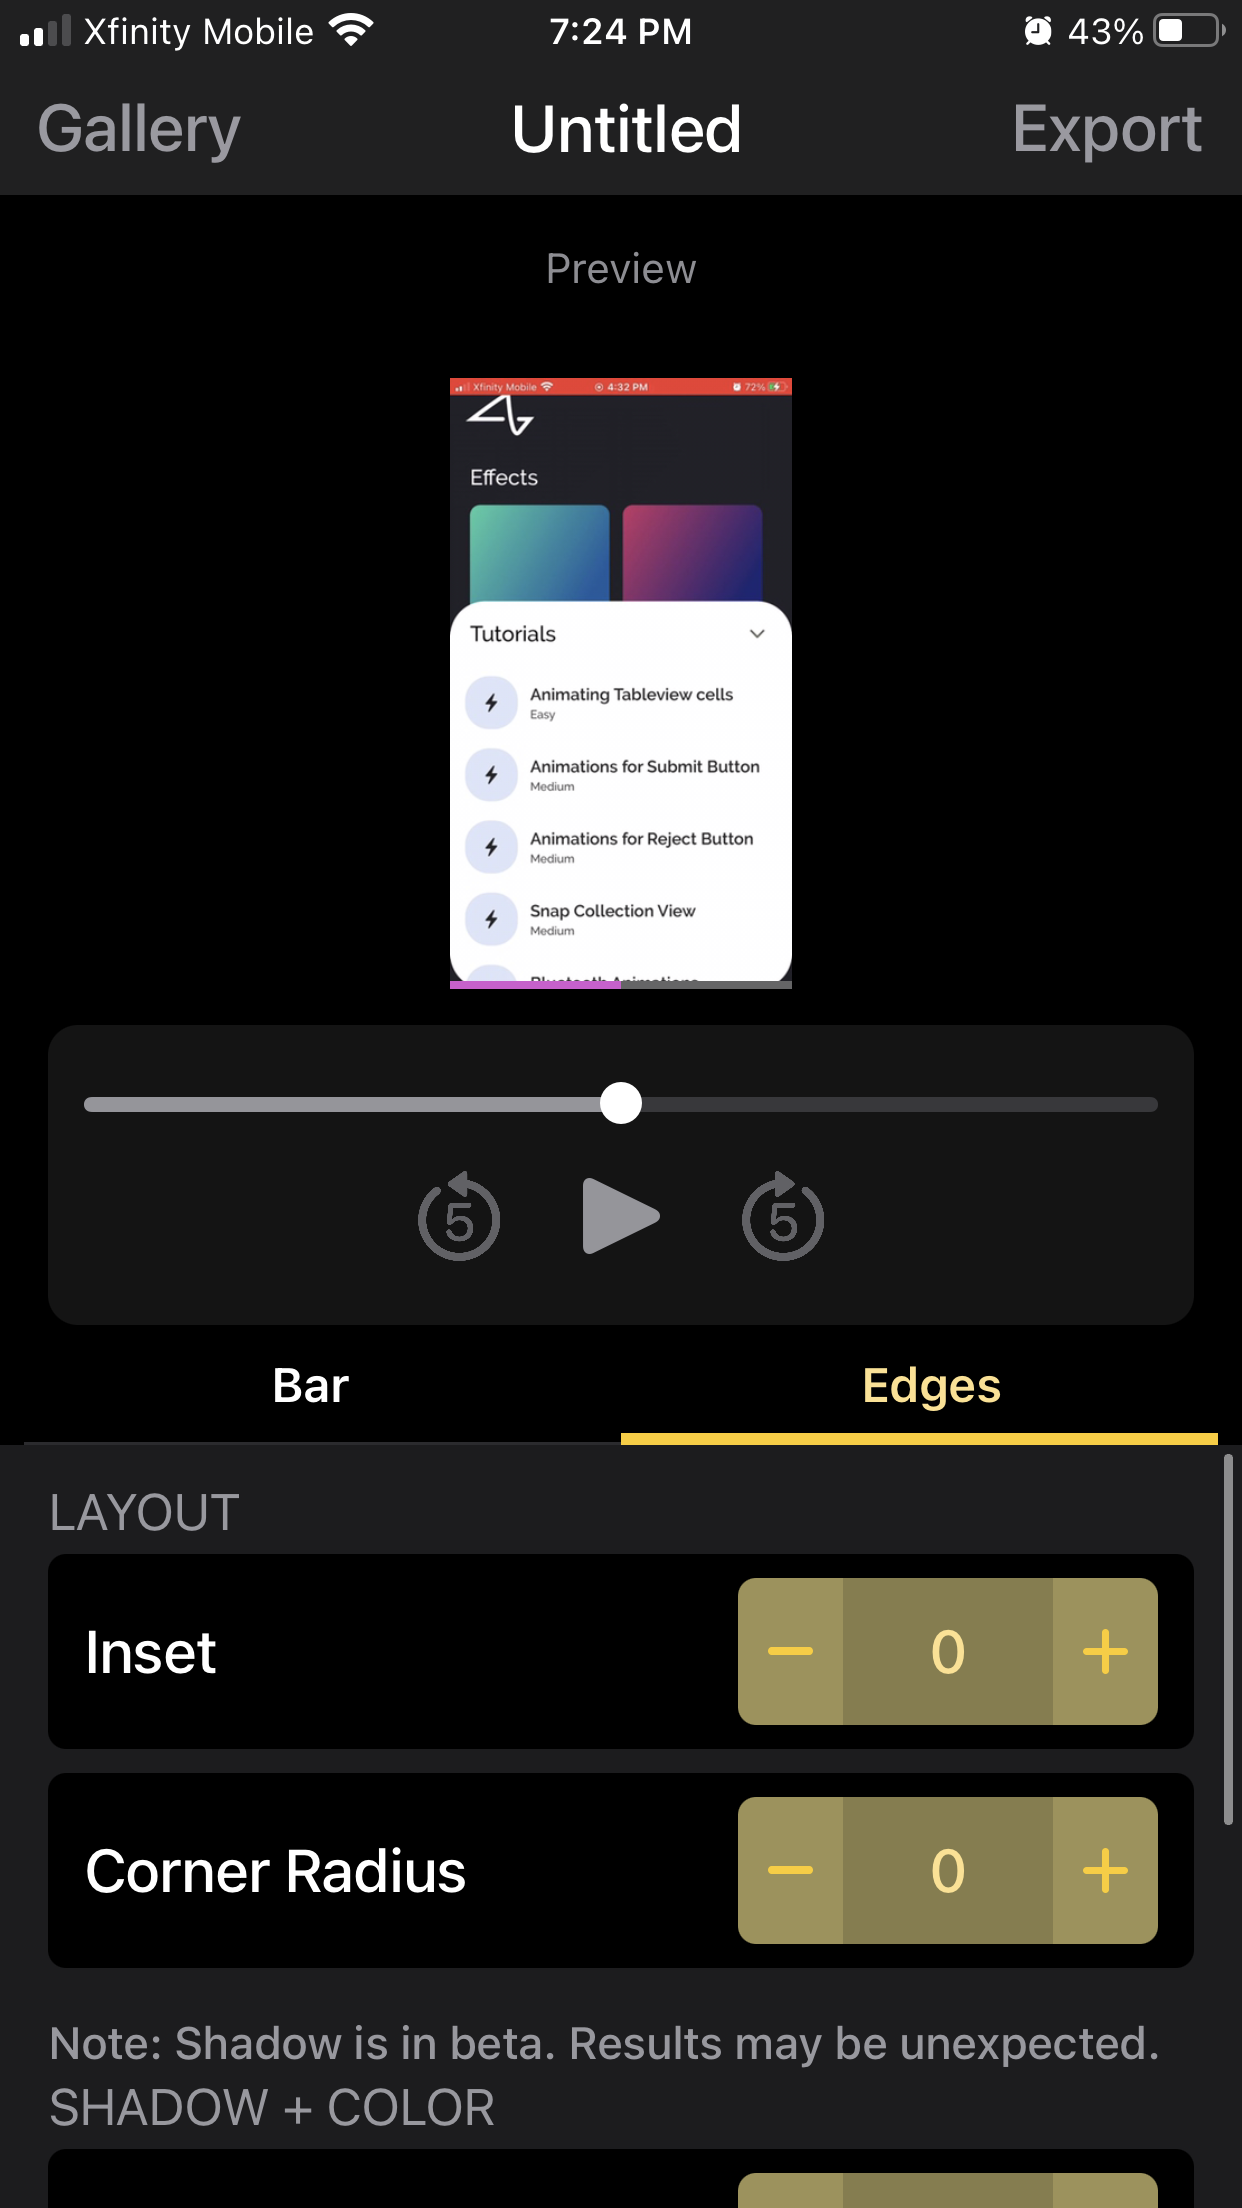 Xfinity Mobile 7:24 PM 43%
Gallery Untitled Export
Preview
Xfinity Mobile 4:32 PM 72%
Effects
Tutorials
Animating Tableview cells
Easy
Animations for Submit Button
Medium
Animations for Reject Button
Medium
Snap Collection View
Medium
Bluetooth Animations
5 5
Bar Edges
LAYOUT
Inset 0
Corner Radius 0
Note: Shadow is in beta. Results may be unexpected.
SHADOW + COLOR